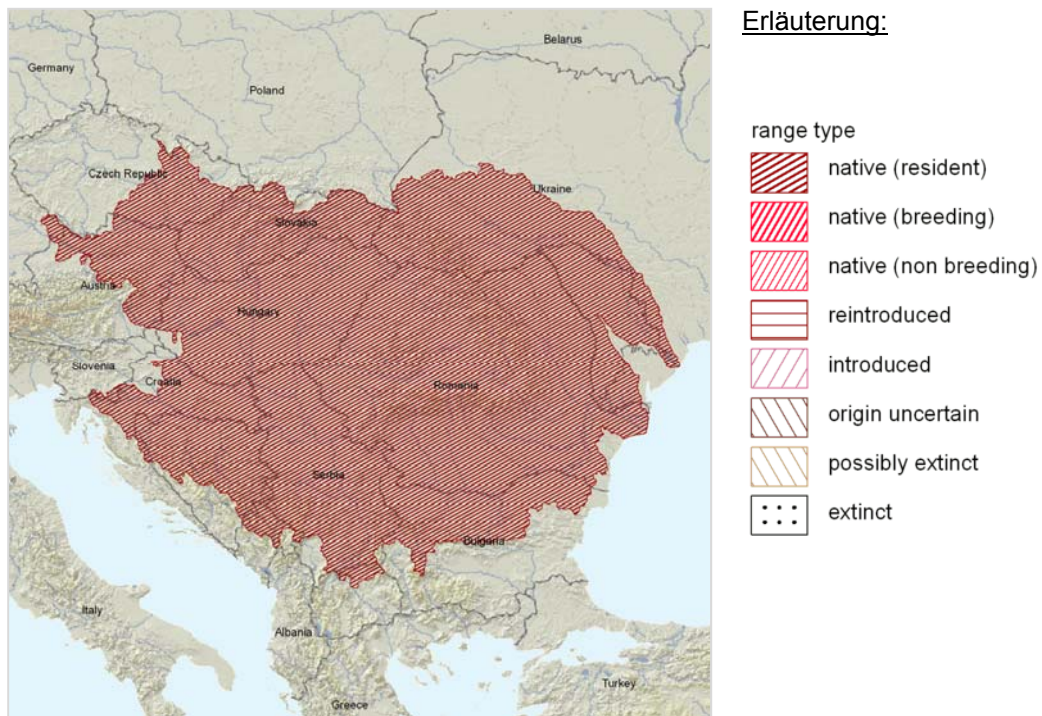 Erläuterung:
Belarus
Germany
Poland
Czech Republic
Ukraine
Slovakia
Austria
Hungary
Slovenia
Croatia
Romania
Serbia
Bulgaria
Italy
Albania
Turkey
Greece
range type
native (resident)
native (breeding)
native (non breeding)
reintroduced
introduced
origin uncertain
possibly extinct
extinct